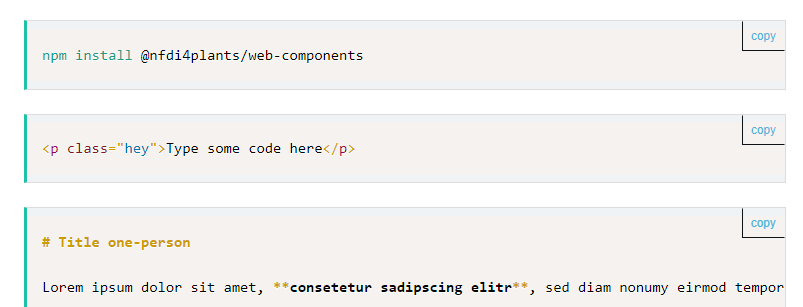 copy
npm install @nfdi4plants/web-components
copy
<p class="hey">Type some code here</p>
copy
# Title one-person
Lorem ipsum dolor sit amet, **consetetur sadipscing elitr**, sed diam nonumy eirmod tempor